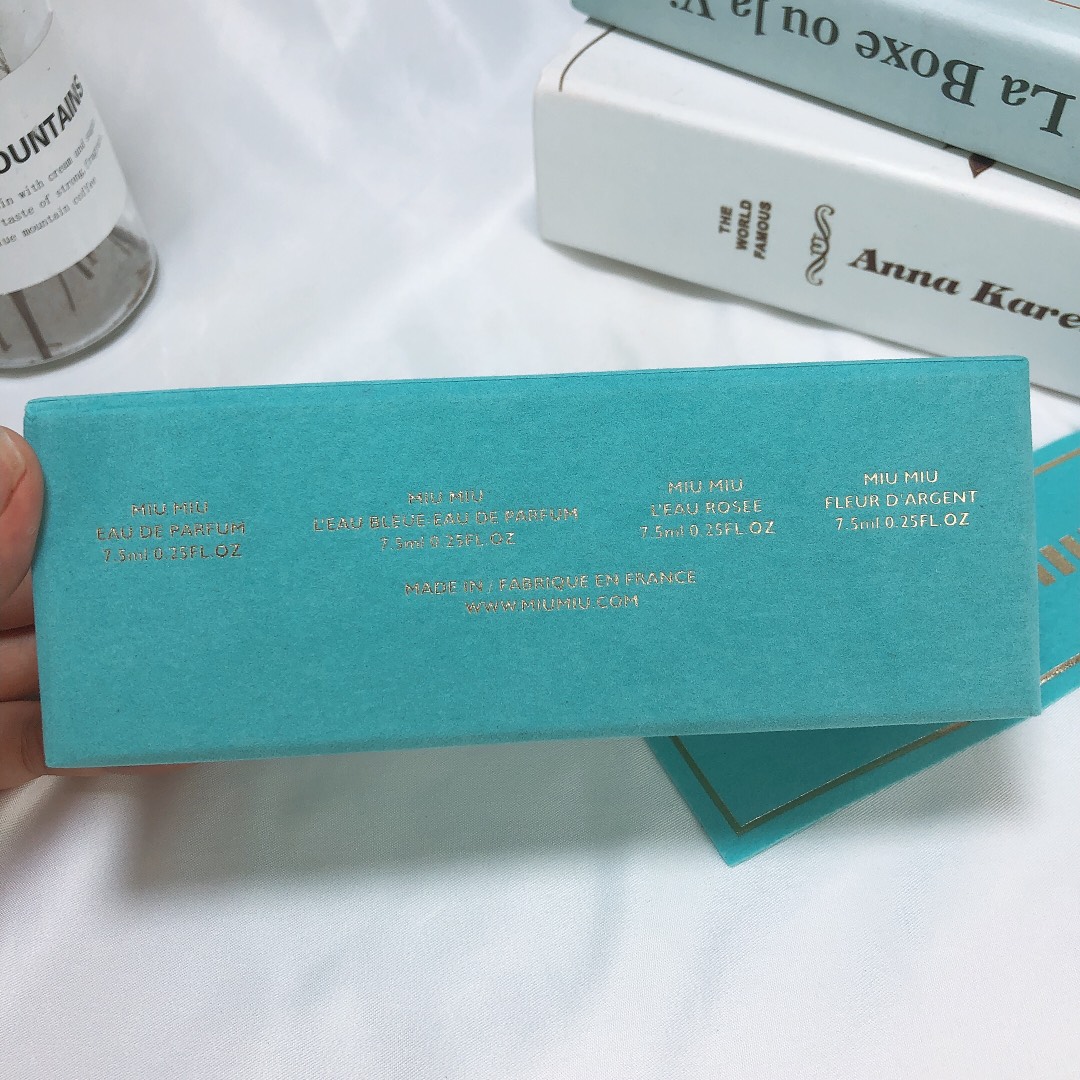 OUNTAINS
in with cream and
taste of strong
ue mountain coffee
La Boxe ou la Vi
THE
WORLD
FAMOUS
Anna Kare
MIU MIU
EAU DE PARFUM
7.5ml 0.25FL.OZ
MIU MIU
L'EAU BLEUE EAU DE PARFUM
7.5ml 0.25FL.OZ
MIU MIU
L'EAU ROSEE
7.5ml 0.25FL.OZ
MIU MIU
FLEUR D'ARGENT
7.5ml 0.25FL.OZ
MADE IN / FABRIQUE EN FRANCE
WWW.MIUMIU.COM